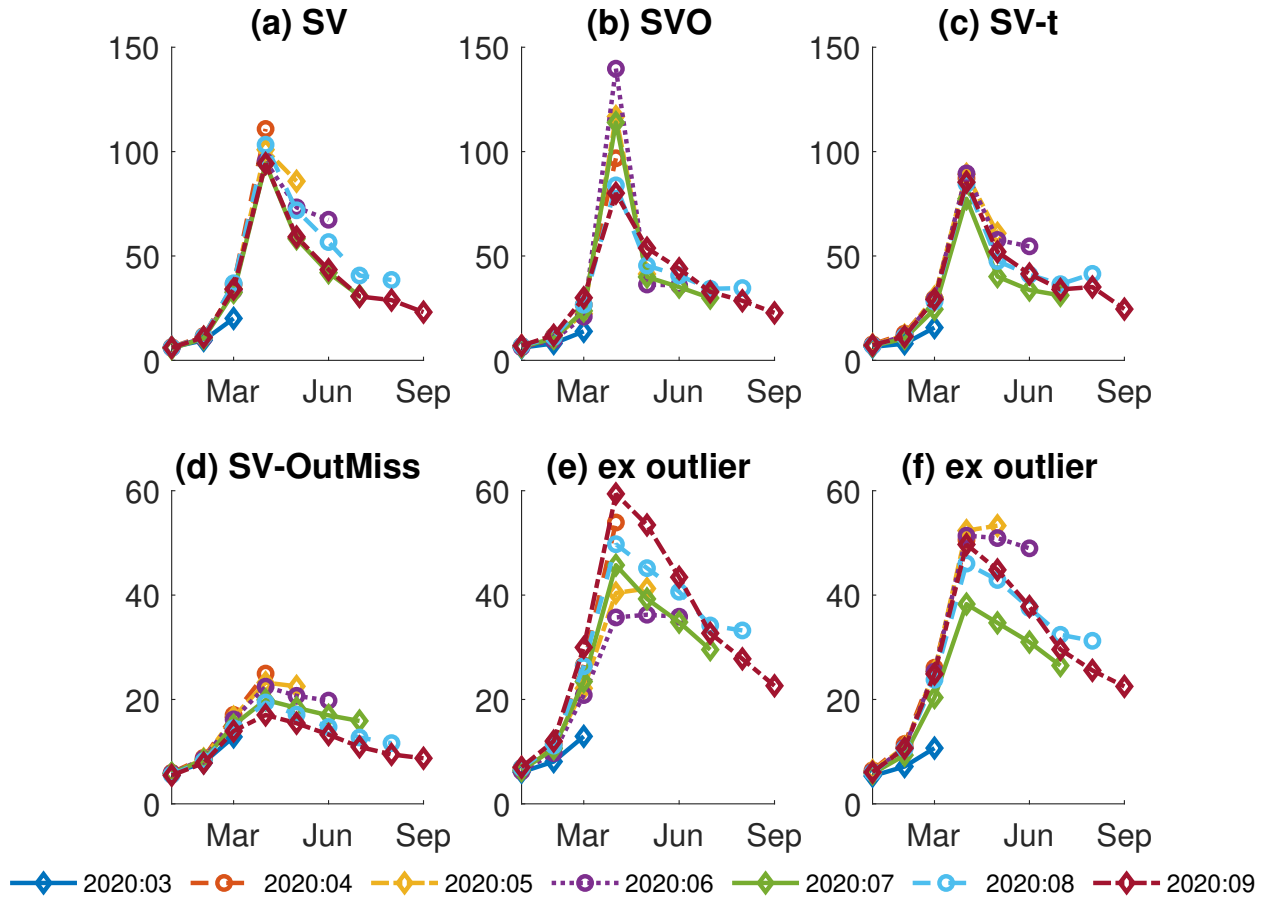 (a) SV
150
100
50
0
Mar Jun Sep
(b) SVO
150
100
50
0
Mar Jun Sep
(c) SV-t
150
100
50
0
Mar Jun Sep
(d) SV-OutMiss
60
40
20
0
Mar Jun Sep
(e) ex outlier
60
40
20
0
Mar Jun Sep
(f) ex outlier
60
40
20
0
Mar Jun Sep
2020:03 2020:04 2020:05 2020:06 2020:07 2020:08 2020:09